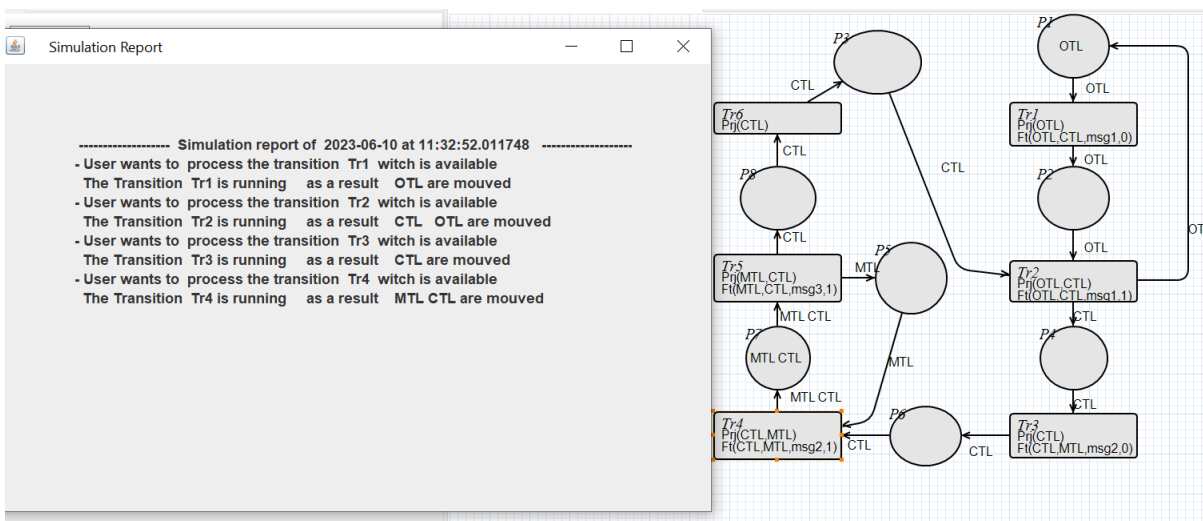 Simulation Report
------------------- Simulation report of 2023-06-10 at 11:32:52.011748 -------------------
- User wants to process the transition Tr1 witch is available
The Transition Tr1 is running as a result OTL are mouved
- User wants to process the transition Tr2 witch is available
The Transition Tr2 is running as a result CTL OTL are mouved
- User wants to process the transition Tr3 witch is available
The Transition Tr3 is running as a result CTL are mouved
- User wants to process the transition Tr4 witch is available
The Transition Tr4 is running as a result MTL CTL are mouved
P3
CTL
Tr6
Prj(CTL)
CTL
P8
CTL
Tr5
Prj(MTL,CTL)
Ft(MTL,CTL,msg3,1)
MTL
P5
MTL CTL
P7
MTL CTL
MTL
MTL CTL
Tr4
Prj(CTL,MTL)
Ft(CTL,MTL,msg2,1)
CTL
P6
CTL
CTL
P1
OTL
OTL
Tr1
Prj(OTL)
Ft(OTL,CTL,msg1,0)
OTL
P2
OTL
Tr2
Prj(OTL,CTL)
Ft(OTL,CTL,msg1,1)
CTL
P4
CTL
Tr3
Prj(CTL)
Ft(CTL,MTL,msg2,0)